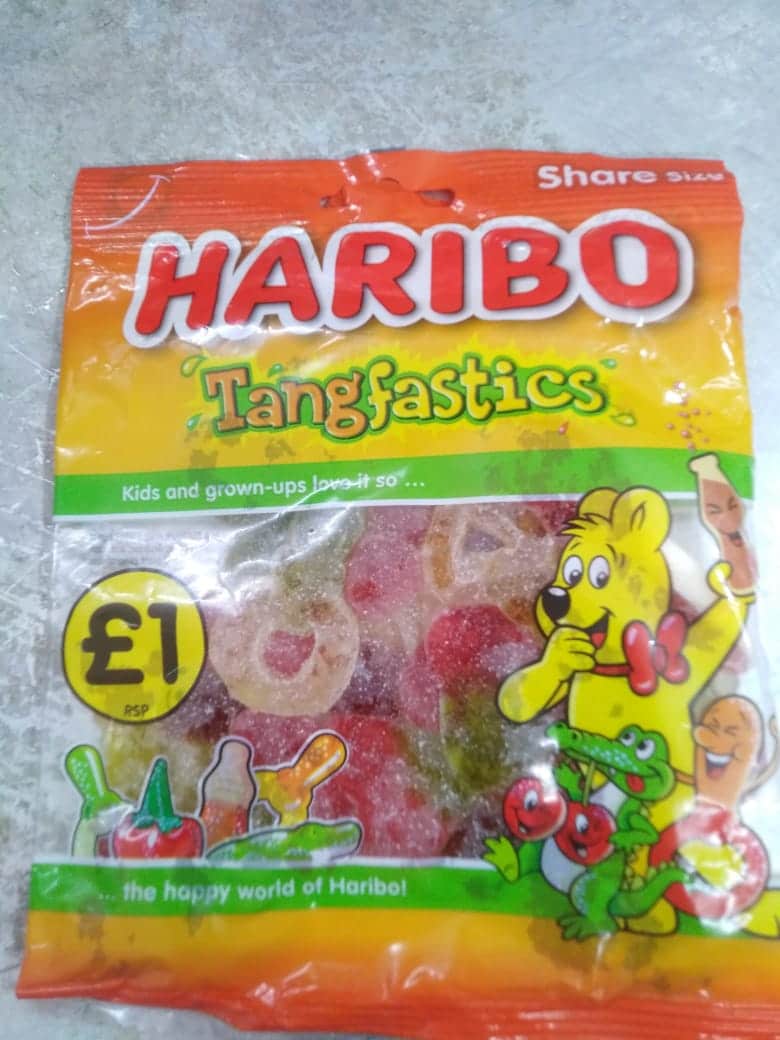 Share size
HARIBO
Tangfastics
Kids and grown-ups love it so ...
£1
RSP
... the happy world of Haribo!